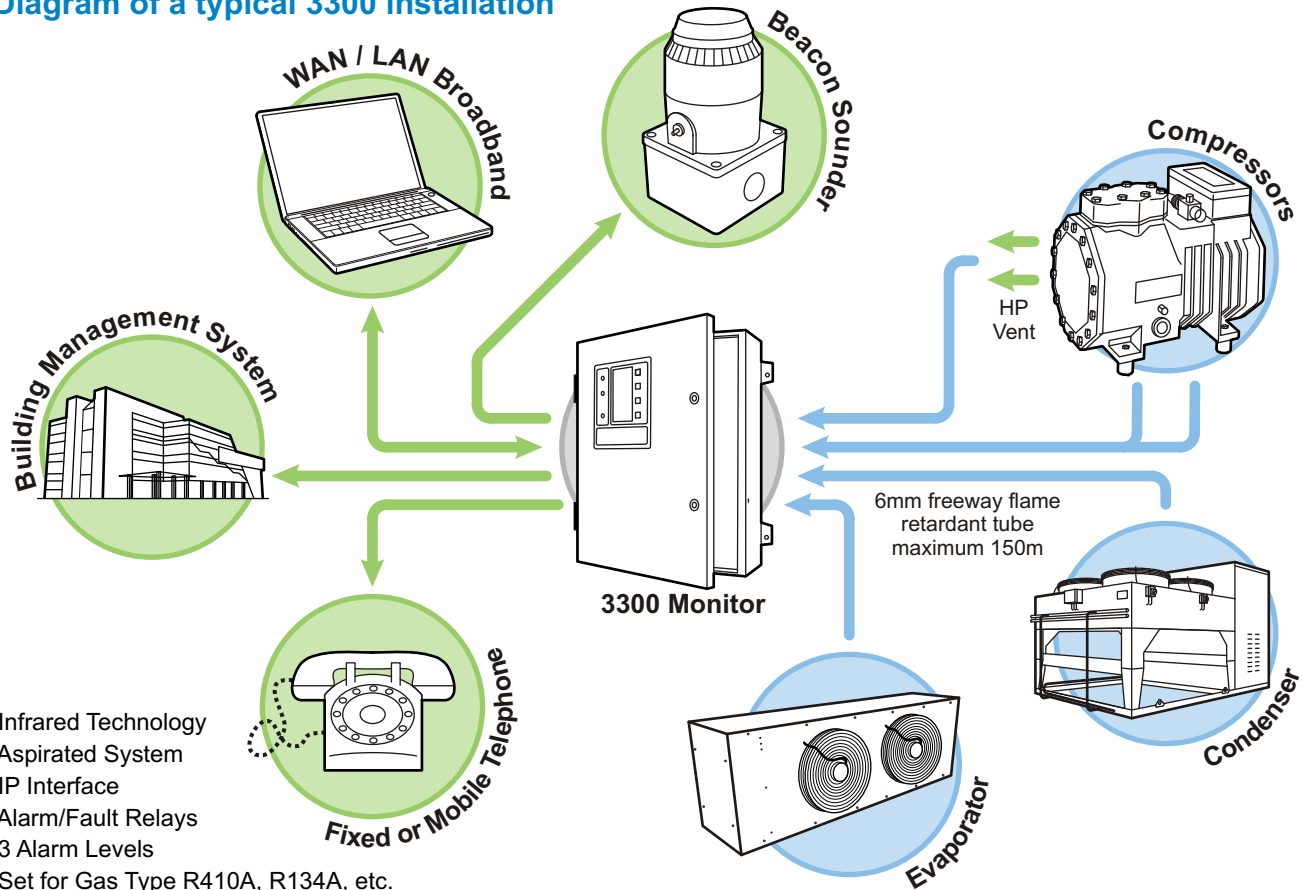 Diagram of a typical 3300 installation
WAN / LAN Broadband
Beacon Sounder
Compressors
HP
Vent
Building Management System
6mm freeway flame
retardant tube
maximum 150m
3300 Monitor
Fixed or Mobile Telephone
Evaporator
Condenser
Infrared Technology
Aspirated System
IP Interface
Alarm/Fault Relays
3 Alarm Levels
Set for Gas Type R410A, R134A, etc.